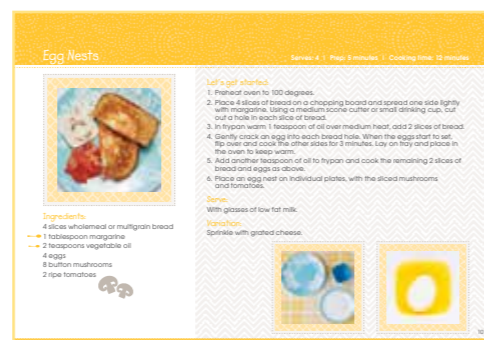 Egg Nests
Serves: 4 | Prep: 5 minutes | Cooking time: 12 minutes
Ingredients:
4 slices wholemeal or multigrain bread
1 tablespoon margarine
2 teaspoons vegetable oil
4 eggs
8 button mushrooms
2 ripe tomatoes
Let's get started:
1. Preheat oven to 100 degrees.
2. Place 4 slices of bread on a chopping board and spread one side lightly
with margarine. Using a medium scone cutter or small drinking cup, cut
out a hole in each slice of bread.
3. In frypan warm 1 teaspoon of oil over medium heat, add 2 slices of bread.
4. Gently crack an egg into each bread hole. When the eggs start to set,
flip over and cook the other sides for 3 minutes. Lay on tray and place in
the oven to keep warm.
5. Add another teaspoon of oil to frypan and cook the remaining 2 slices of
bread and eggs as above.
6. Place an egg nest on individual plates, with the sliced mushrooms
and tomatoes.
Serve:
With glasses of low fat milk.
Variation:
Sprinkle with grated cheese.
10